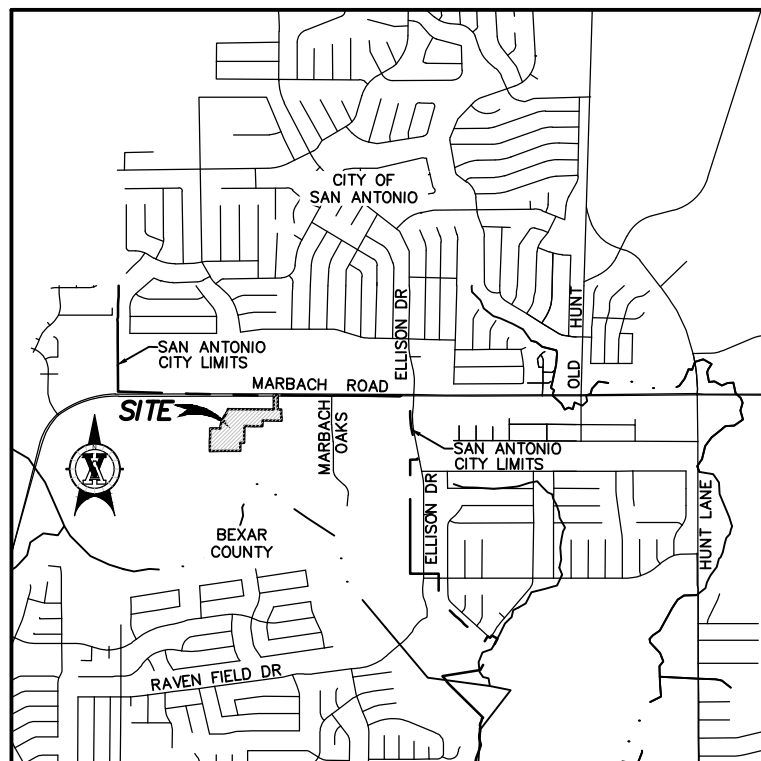 CITY OF
SAN ANTONIO
ELLISON DR
OLD HUNT
SAN ANTONIO
CITY LIMITS
MARBACH ROAD
SITE
MARBACH
OAKS
SAN ANTONIO
CITY LIMITS
ELLISON DR
HUNT LANE
BEXAR
COUNTY
RAVEN FIELD DR